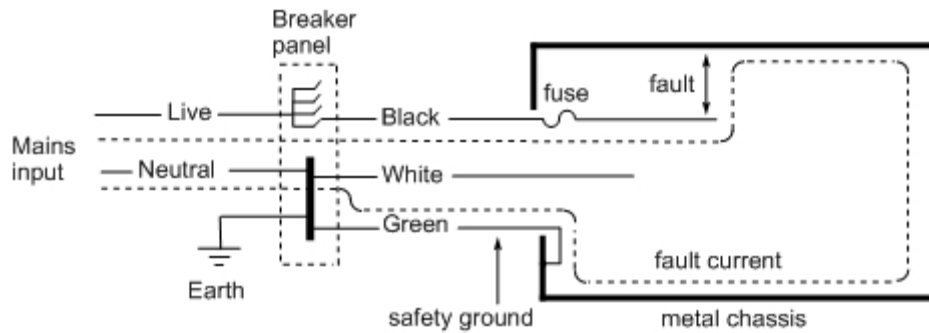 Breaker
panel
Live
Black
fuse
fault
Mains
input
Neutral
White
Green
Earth
safety ground
fault current
metal chassis